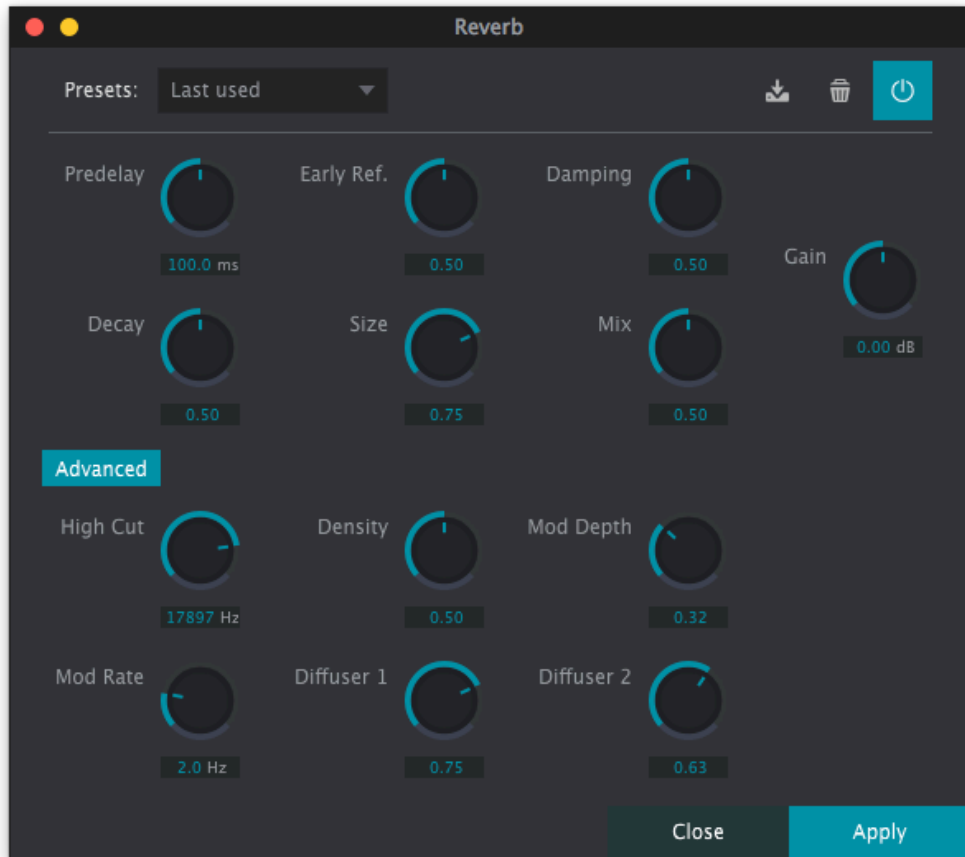 Reverb
Presets: Last used
Predelay Early Ref. Damping
100.0 ms 0.50 0.50
Gain
0.00 dB
Decay Size Mix
0.50 0.75 0.50
Advanced
High Cut Density Mod Depth
17897 Hz 0.50 0.32
Mod Rate Diffuser 1 Diffuser 2
2.0 Hz 0.75 0.63
Close Apply